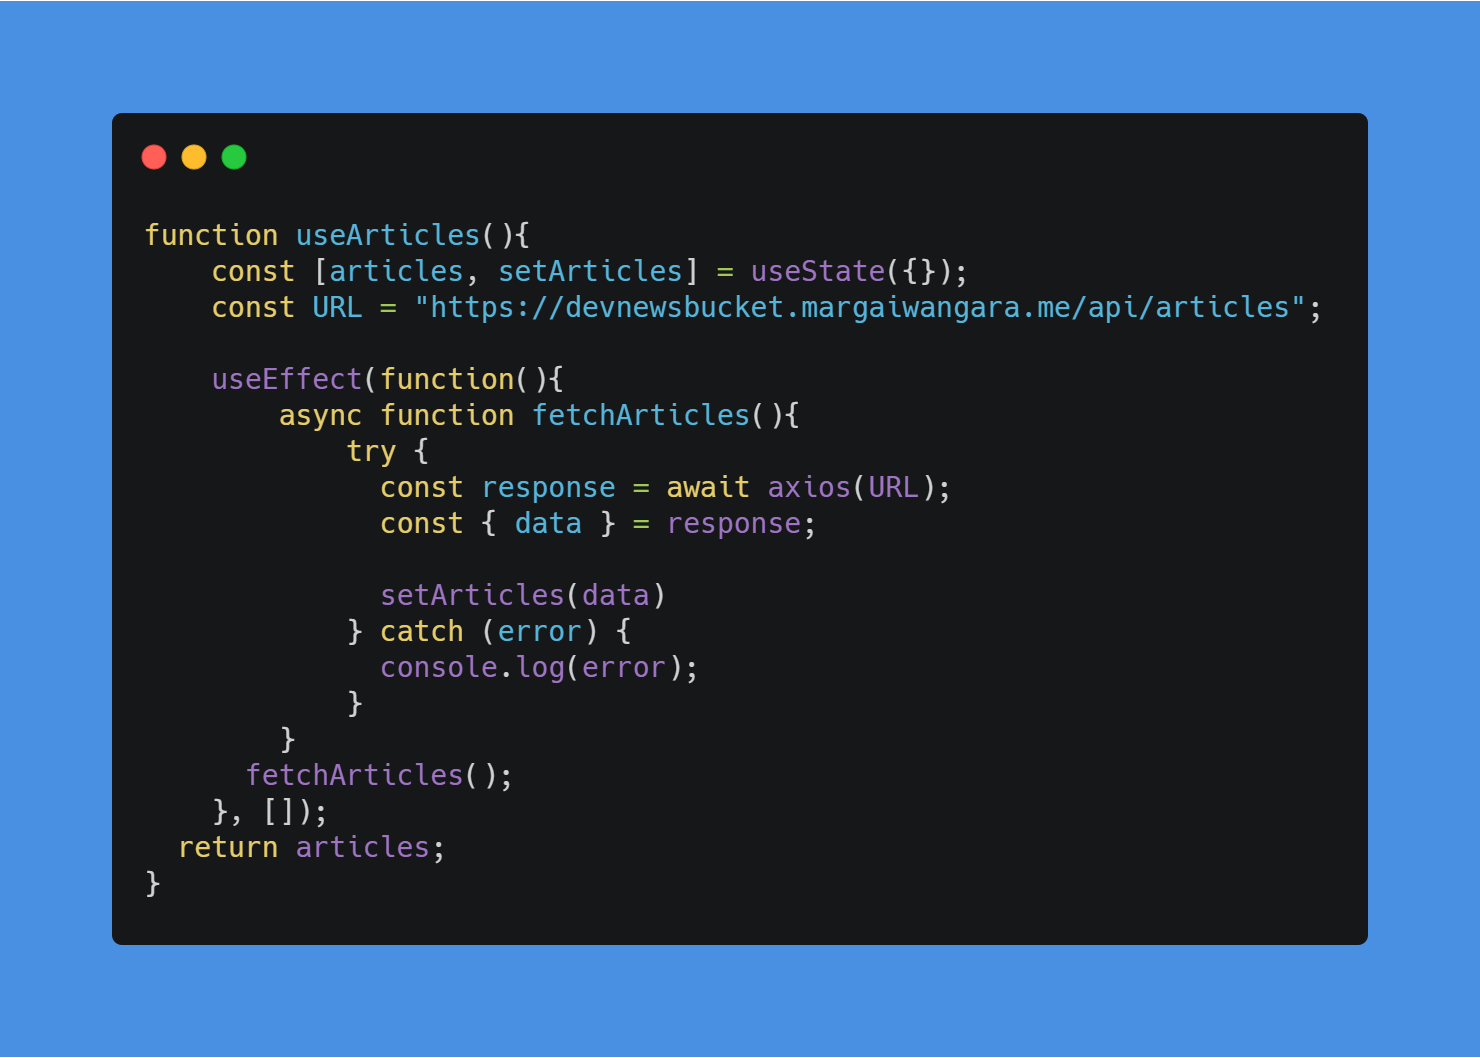 function useArticles(){
    const [articles, setArticles] = useState({});
    const URL = "https://devnewsbucket.margaiwangara.me/api/articles";

    useEffect(function(){
        async function fetchArticles(){
            try {
              const response = await axios(URL);
              const { data } = response;

              setArticles(data)
            } catch (error) {
              console.log(error);
            }
        }
      fetchArticles();
    }, []);
  return articles;
}